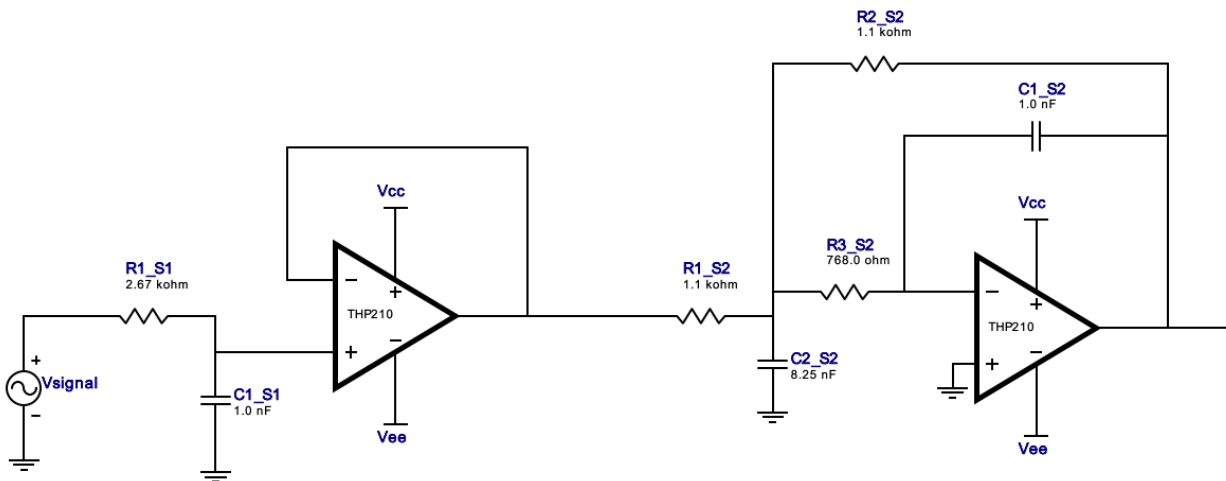 R2_S2
1.1 kohm
C1_S2
1.0 nF
Vcc
Vcc
R1_S1
2.67 kohm
R1_S2
1.1 kohm
R3_S2
768.0 ohm
−
+
THP210
−
+
−
+
THP210
−
+
+
Vsignal
−
C1_S1
1.0 nF
C2_S2
8.25 nF
Vee
Vee